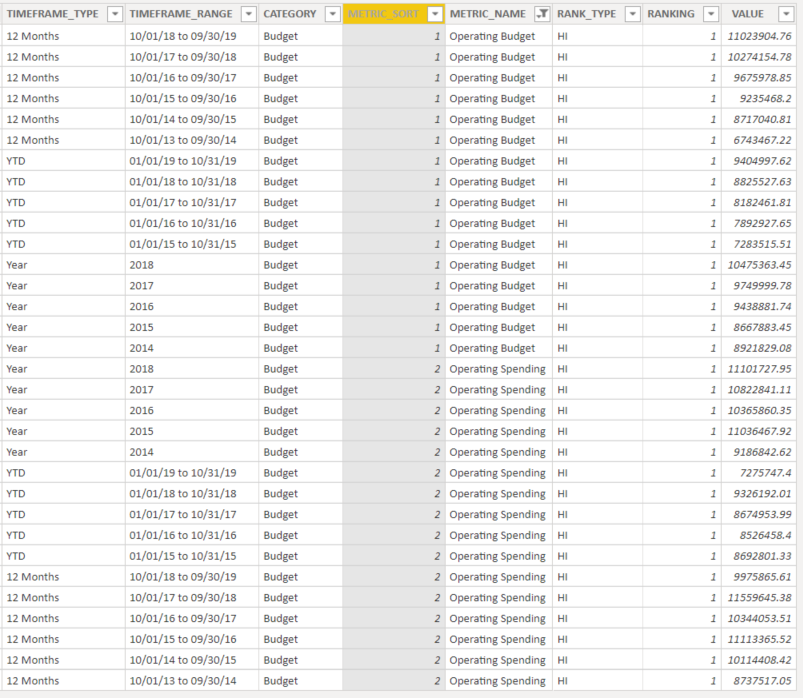 TIMEFRAME_TYPE TIMEFRAME_RANGE CATEGORY METRIC_SORT METRIC_NAME RANK_TYPE RANKING VALUE
12 Months 10/01/18 to 09/30/19 Budget 1 Operating Budget HI 1 11023904.76
12 Months 10/01/17 to 09/30/18 Budget 1 Operating Budget HI 1 10274154.78
12 Months 10/01/16 to 09/30/17 Budget 1 Operating Budget HI 1 9675978.85
12 Months 10/01/15 to 09/30/16 Budget 1 Operating Budget HI 1 9235468.2
12 Months 10/01/14 to 09/30/15 Budget 1 Operating Budget HI 1 8717040.81
12 Months 10/01/13 to 09/30/14 Budget 1 Operating Budget HI 1 6743467.22
YTD 01/01/19 to 10/31/19 Budget 1 Operating Budget HI 1 9404997.62
YTD 01/01/18 to 10/31/18 Budget 1 Operating Budget HI 1 8825527.63
YTD 01/01/17 to 10/31/17 Budget 1 Operating Budget HI 1 8182461.81
YTD 01/01/16 to 10/31/16 Budget 1 Operating Budget HI 1 7892927.65
YTD 01/01/15 to 10/31/15 Budget 1 Operating Budget HI 1 7283515.51
Year 2018 Budget 1 Operating Budget HI 1 10475363.45
Year 2017 Budget 1 Operating Budget HI 1 9749999.78
Year 2016 Budget 1 Operating Budget HI 1 9438881.74
Year 2015 Budget 1 Operating Budget HI 1 8667883.45
Year 2014 Budget 1 Operating Budget HI 1 8921829.08
Year 2018 Budget 2 Operating Spending HI 1 11101727.95
Year 2017 Budget 2 Operating Spending HI 1 10822841.11
Year 2016 Budget 2 Operating Spending HI 1 10365860.35
Year 2015 Budget 2 Operating Spending HI 1 11036467.92
Year 2014 Budget 2 Operating Spending HI 1 9186842.62
YTD 01/01/19 to 10/31/19 Budget 2 Operating Spending HI 1 7275747.4
YTD 01/01/18 to 10/31/18 Budget 2 Operating Spending HI 1 9326192.01
YTD 01/01/17 to 10/31/17 Budget 2 Operating Spending HI 1 8674953.99
YTD 01/01/16 to 10/31/16 Budget 2 Operating Spending HI 1 8526458.4
YTD 01/01/15 to 10/31/15 Budget 2 Operating Spending HI 1 8692801.33
12 Months 10/01/18 to 09/30/19 Budget 2 Operating Spending HI 1 9975865.61
12 Months 10/01/17 to 09/30/18 Budget 2 Operating Spending HI 1 11559645.38
12 Months 10/01/16 to 09/30/17 Budget 2 Operating Spending HI 1 10344053.51
12 Months 10/01/15 to 09/30/16 Budget 2 Operating Spending HI 1 11113365.52
12 Months 10/01/14 to 09/30/15 Budget 2 Operating Spending HI 1 10114408.42
12 Months 10/01/13 to 09/30/14 Budget 2 Operating Spending HI 1 8737517.05